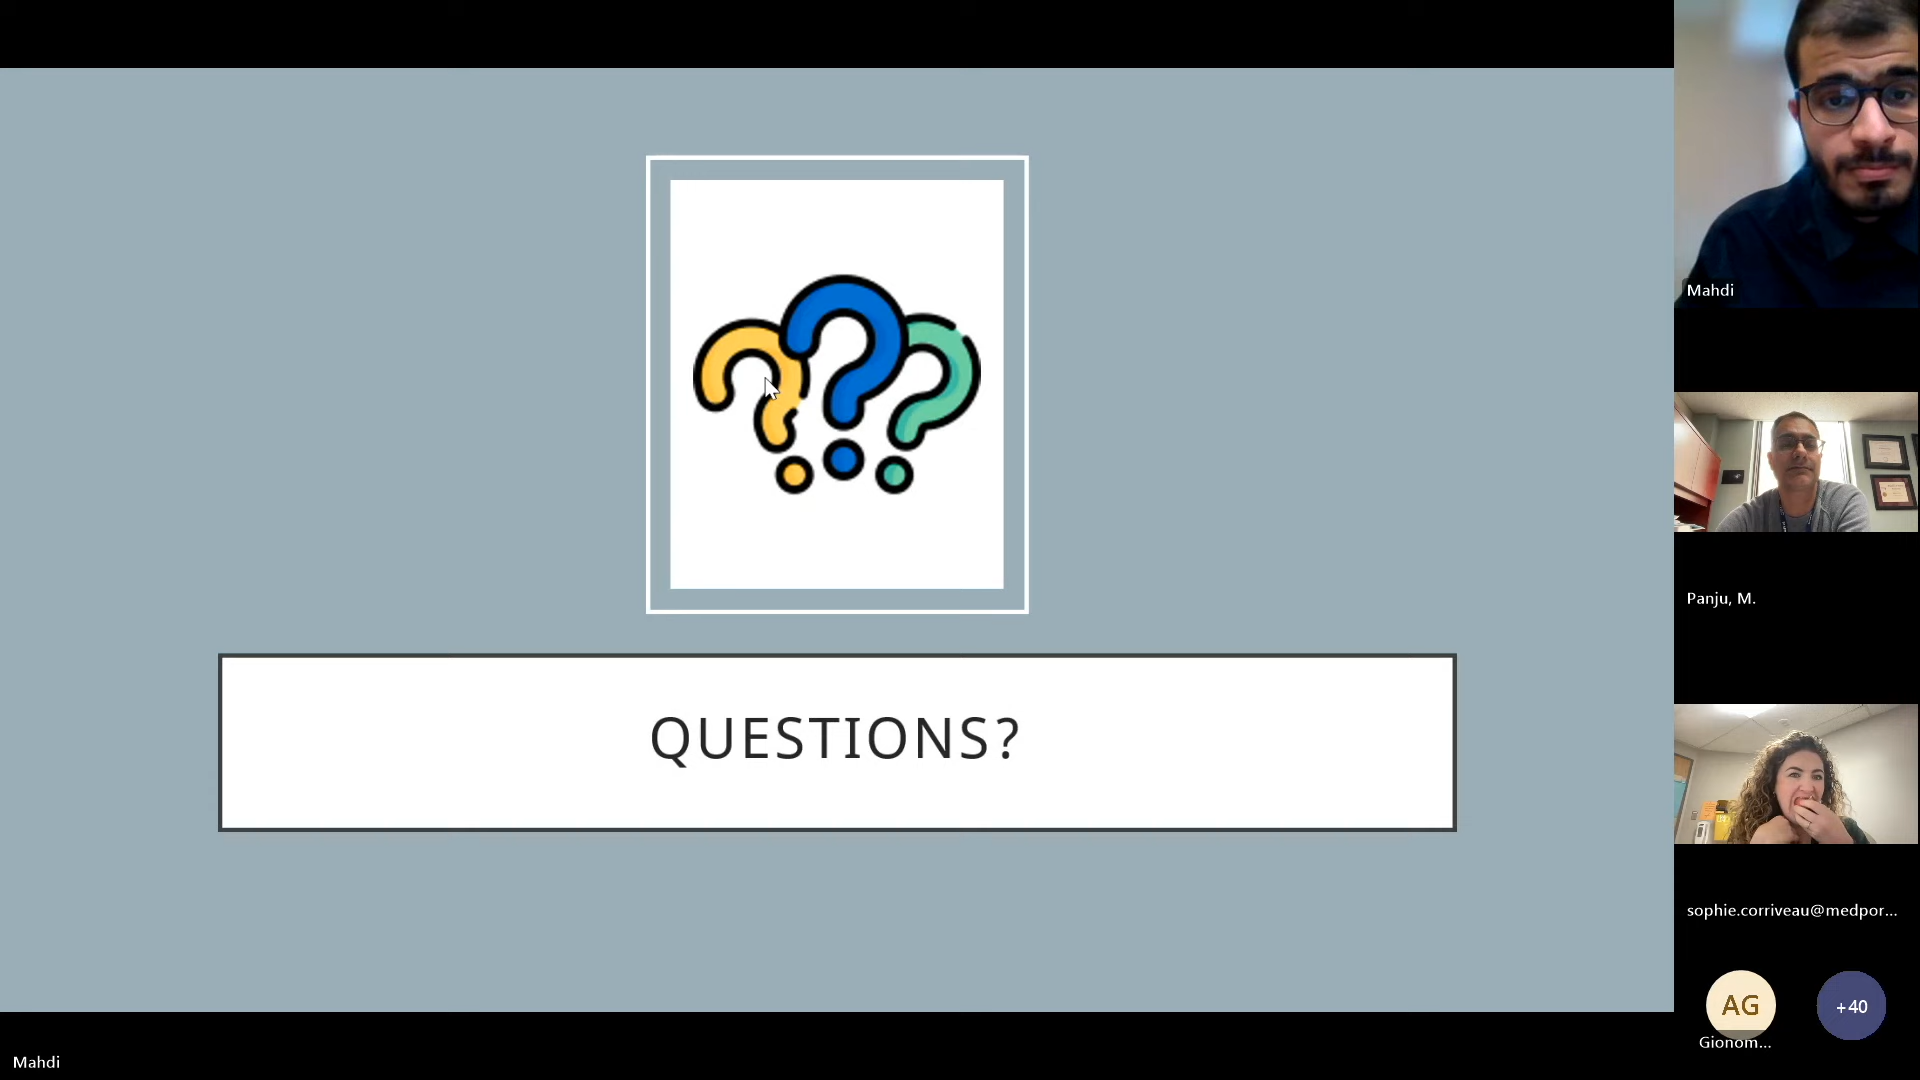 QUESTIONS?
Mahdi
Panju, M.
sophie.corriveau@medpor...
AG
+40
Gionom...
Mahdi